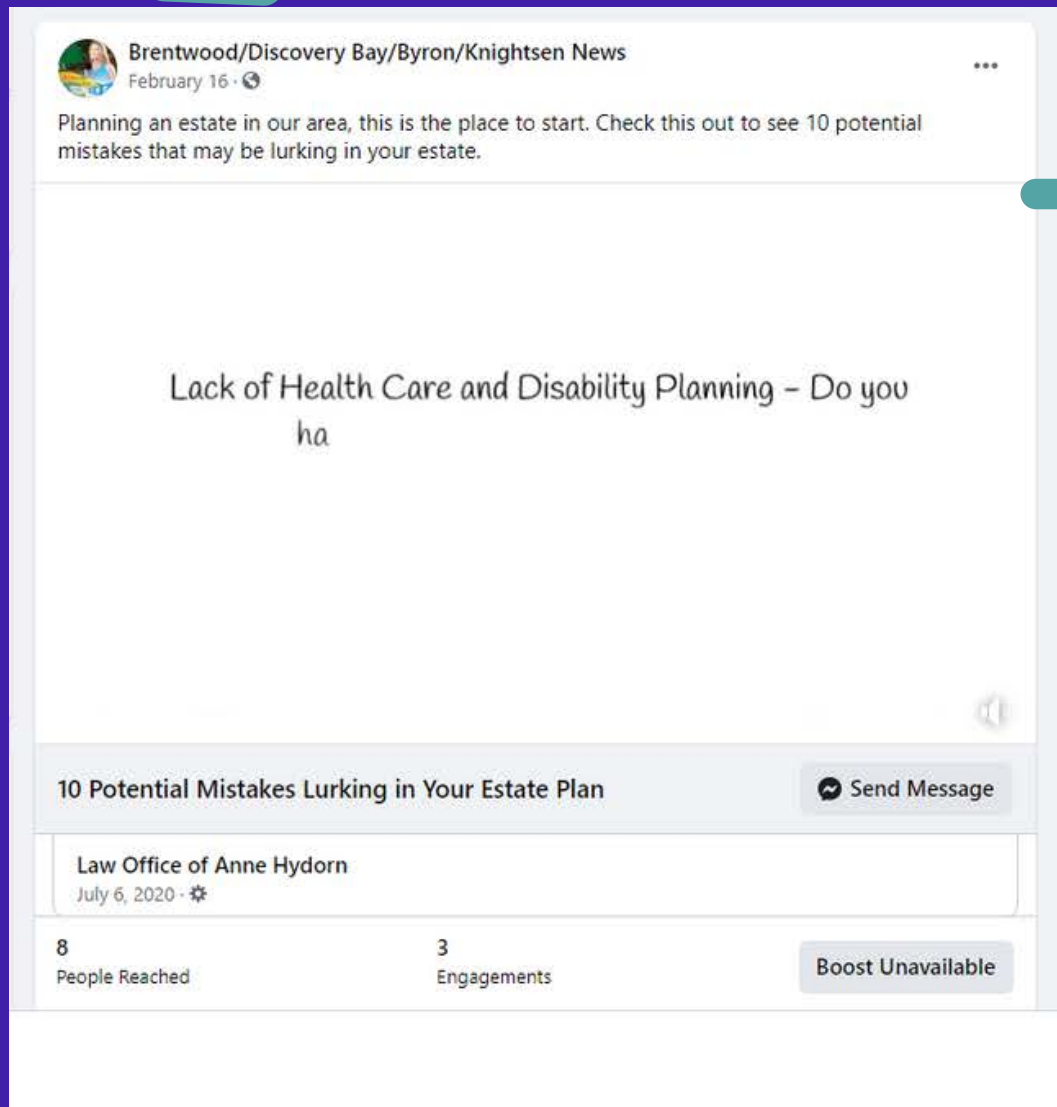 Brentwood/Discovery Bay/Byron/Knightsen News
February 16 ·
Planning an estate in our area, this is the place to start. Check this out to see 10 potential
mistakes that may be lurking in your estate.
Lack of Health Care and Disability Planning – Do you
ha
10 Potential Mistakes Lurking in Your Estate Plan
Send Message
Law Office of Anne Hydorn
July 6, 2020 ·
8
People Reached
3
Engagements
Boost Unavailable